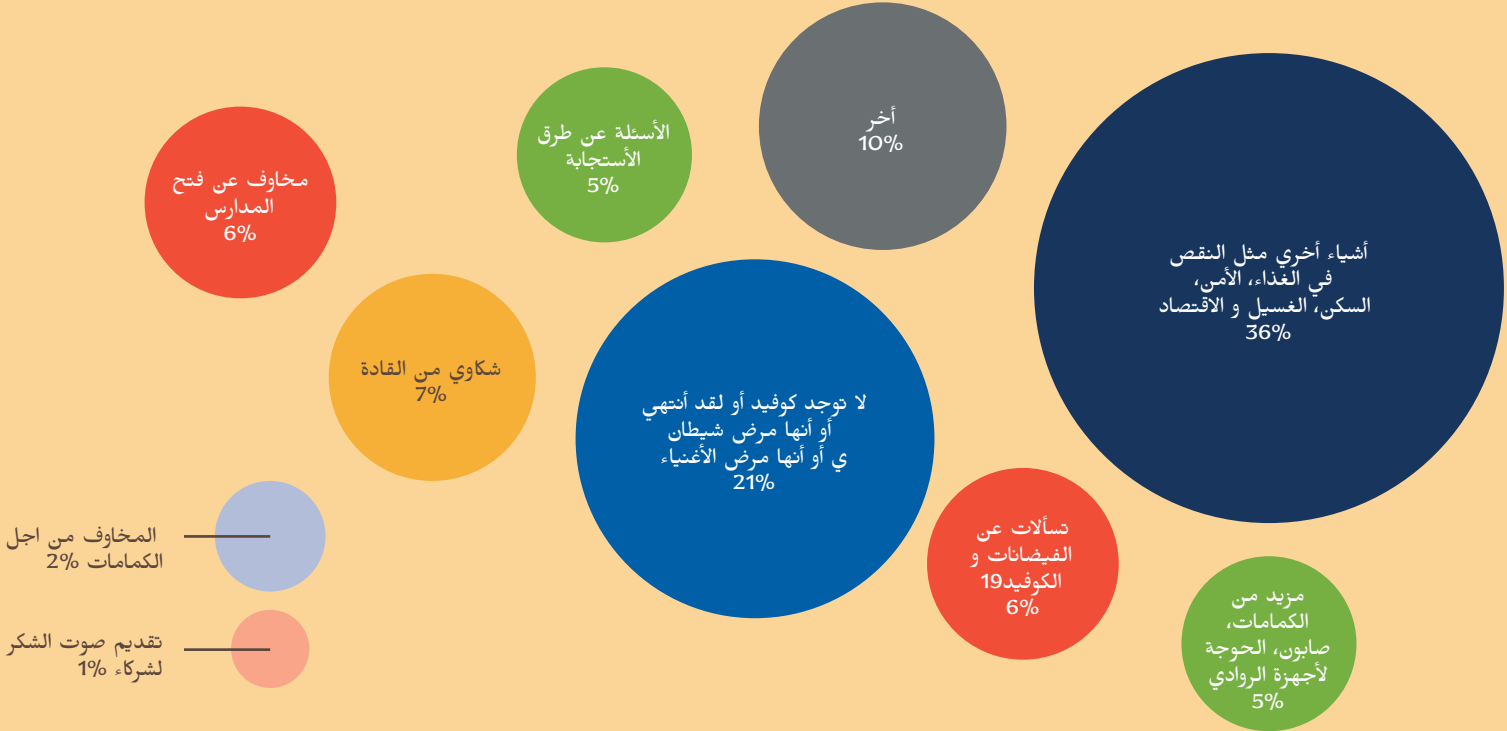 أخر
10%
الأسئلة عن طرق
الأستجابة
5%
مخاوف عن فتح
المدارس
6%
أشياء أخري مثل النقص
في الغذاء، الأمن،
السكن، الغسيل و الاقتصاد
36%
شكاوي من القادة
7%
لا توجد كوفيد أو لقد أنتهي
أو أنها مرض شيطان
ي أو أنها مرض الأغنياء
21%
تسألات عن
الفيضانات و
الكوفيد19
6%
المخاوف من اجل
الكمامات 2%
مزيد من
الكمامات،
صابون، الحوجة
لأجهزة الروادي
5%
تقديم صوت الشكر
لشركاء 1%